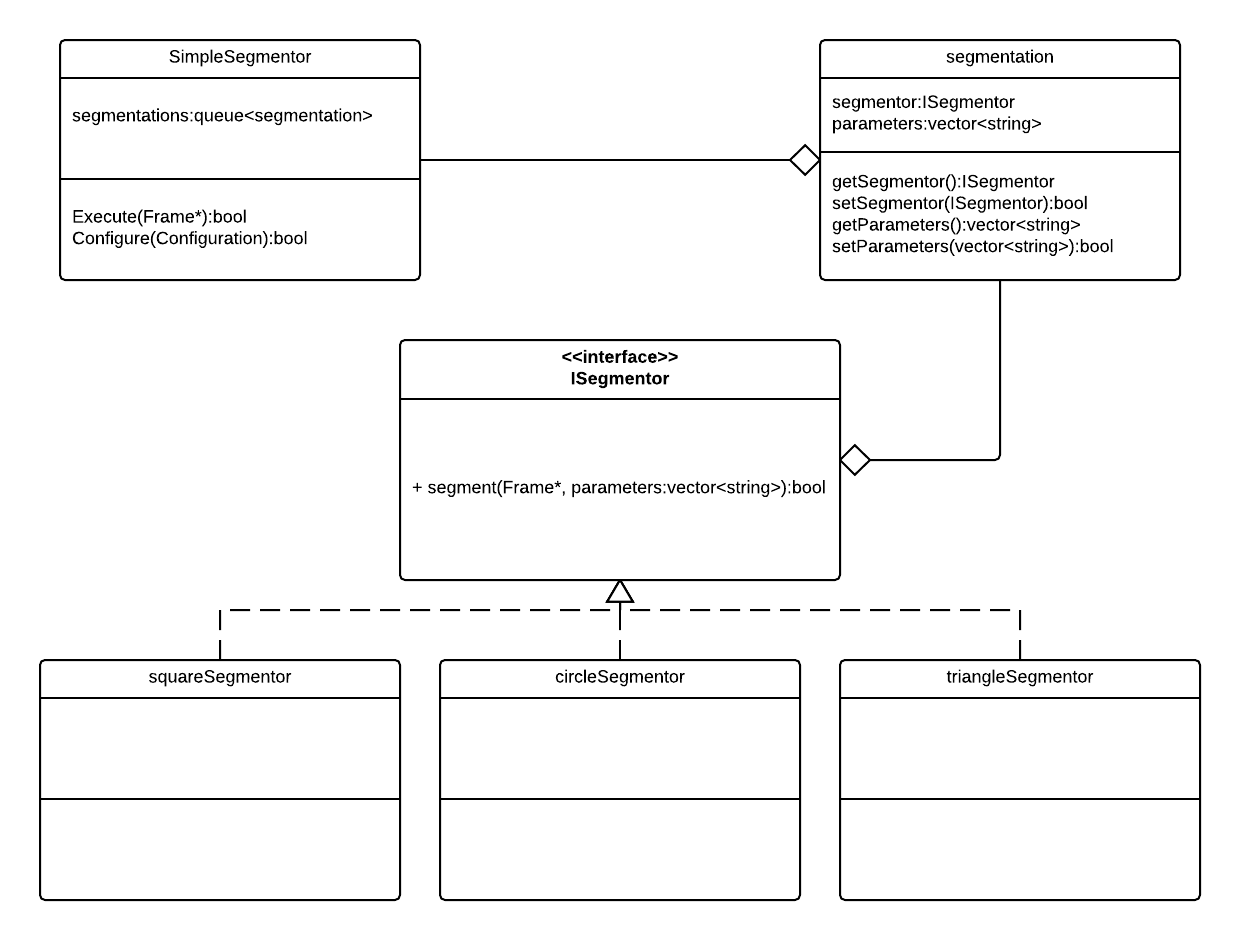 SimpleSegmentor
segmentations:queue<segmentation>
Execute(Frame*):bool
Configure(Configuration):bool
segmentation
segmentor:ISegmentor
parameters:vector<string>
getSegmentor():ISegmentor
setSegmentor(ISegmentor):bool
getParameters():vector<string>
setParameters(vector<string>):bool
<<interface>>
ISegmentor
+ segment(Frame*, parameters:vector<string>):bool
squareSegmentor
circleSegmentor
triangleSegmentor